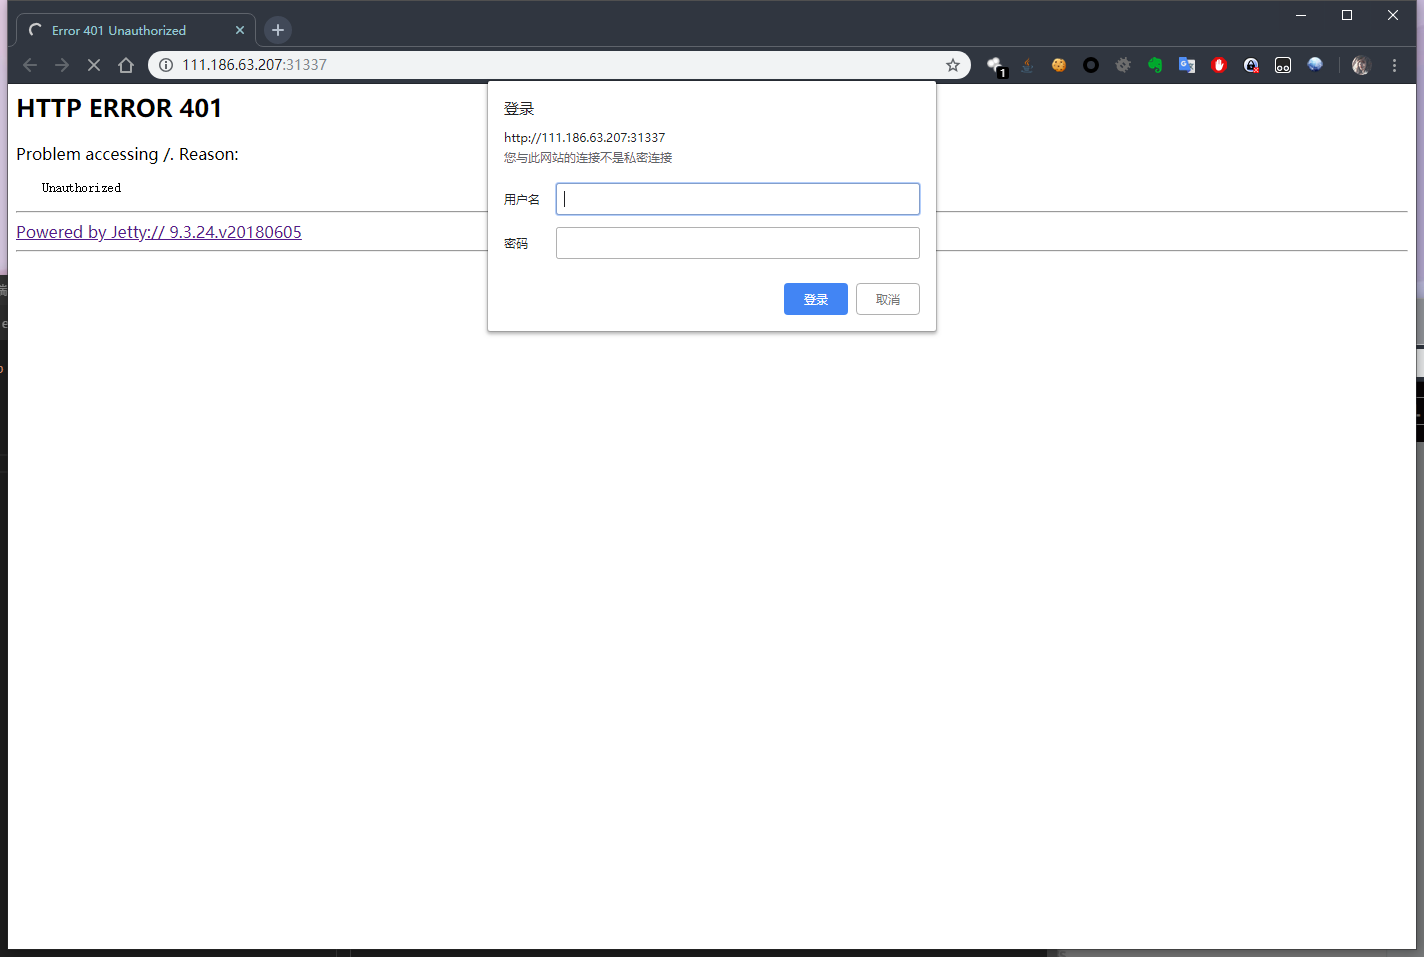 Error 401 Unauthorized
111.186.63.207:31337
1
HTTP ERROR 401
Problem accessing /. Reason:
Unauthorized
Powered by Jetty:// 9.3.24.v20180605
登录
http://111.186.63.207:31337
您与此网站的连接不是私密连接
用户名
密码
登录
取消
端
e